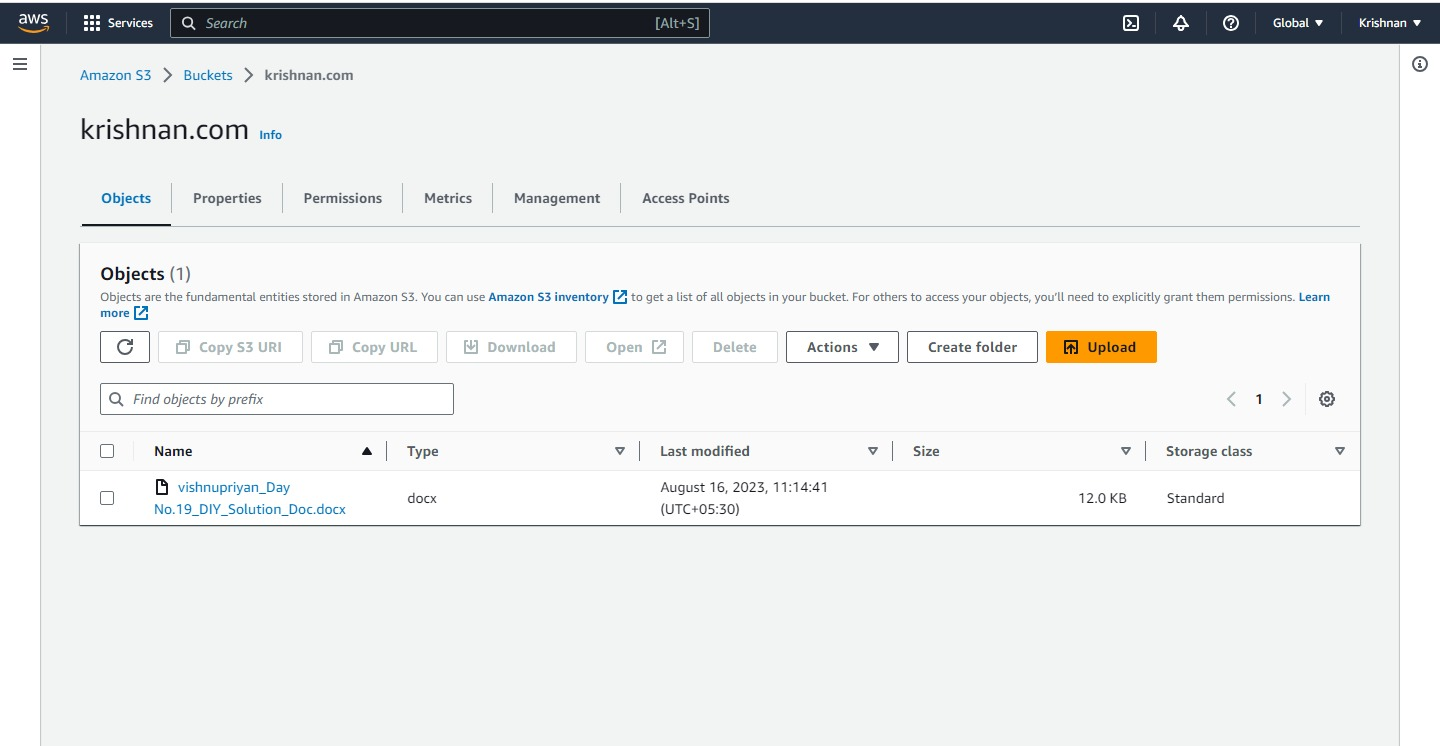 aws Services Search [Alt+S] Global Krishnan
Amazon S3 Buckets krishnan.com
krishnan.com Info
Objects Properties Permissions Metrics Management Access Points
Objects (1)
Objects are the fundamental entities stored in Amazon S3. You can use Amazon S3 inventory to get a list of all objects in your bucket. For others to access your objects, you’ll need to explicitly grant them permissions. Learn
more
Copy S3 URI Copy URL Download Open Delete Actions Create folder Upload
Find objects by prefix 1
Name Type Last modified Size Storage class
vishnupriyan_Day
No.19_DIY_Solution_Doc.docx
docx
August 16, 2023, 11:14:41
(UTC+05:30)
12.0 KB
Standard